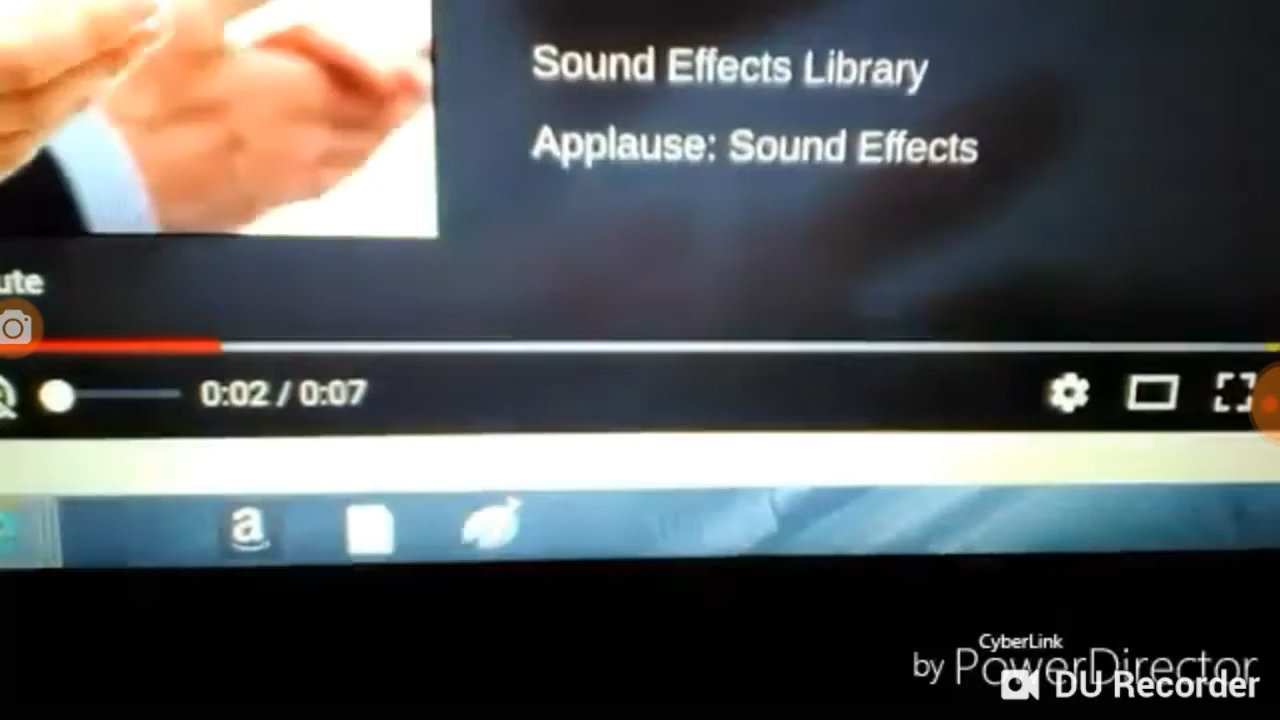 Sound Effects Library
Applause: Sound Effects
ute
0:02 / 0:07
a
CyberLink
by PowerDirector
DU Recorder